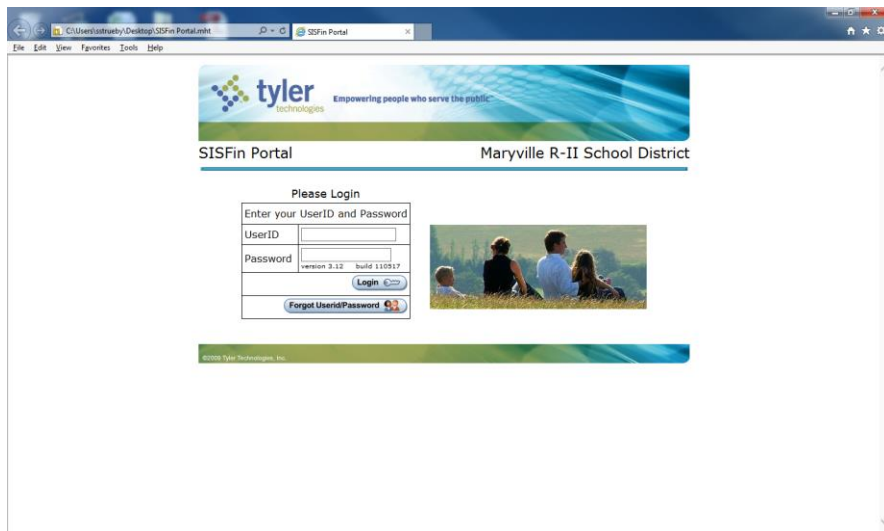 C:\Users\sstrueby\Desktop\SISFin Portal.mht
SISFin Portal
File Edit View Favorites Tools Help
tyler
technologies
Empowering people who serve the public
SISFin Portal
Maryville R-II School District
Please Login
Enter your UserID and Password
UserID
Password
version 3.12 build 110517
Login
Forgot Userid/Password
©2008 Tyler Technologies, Inc.